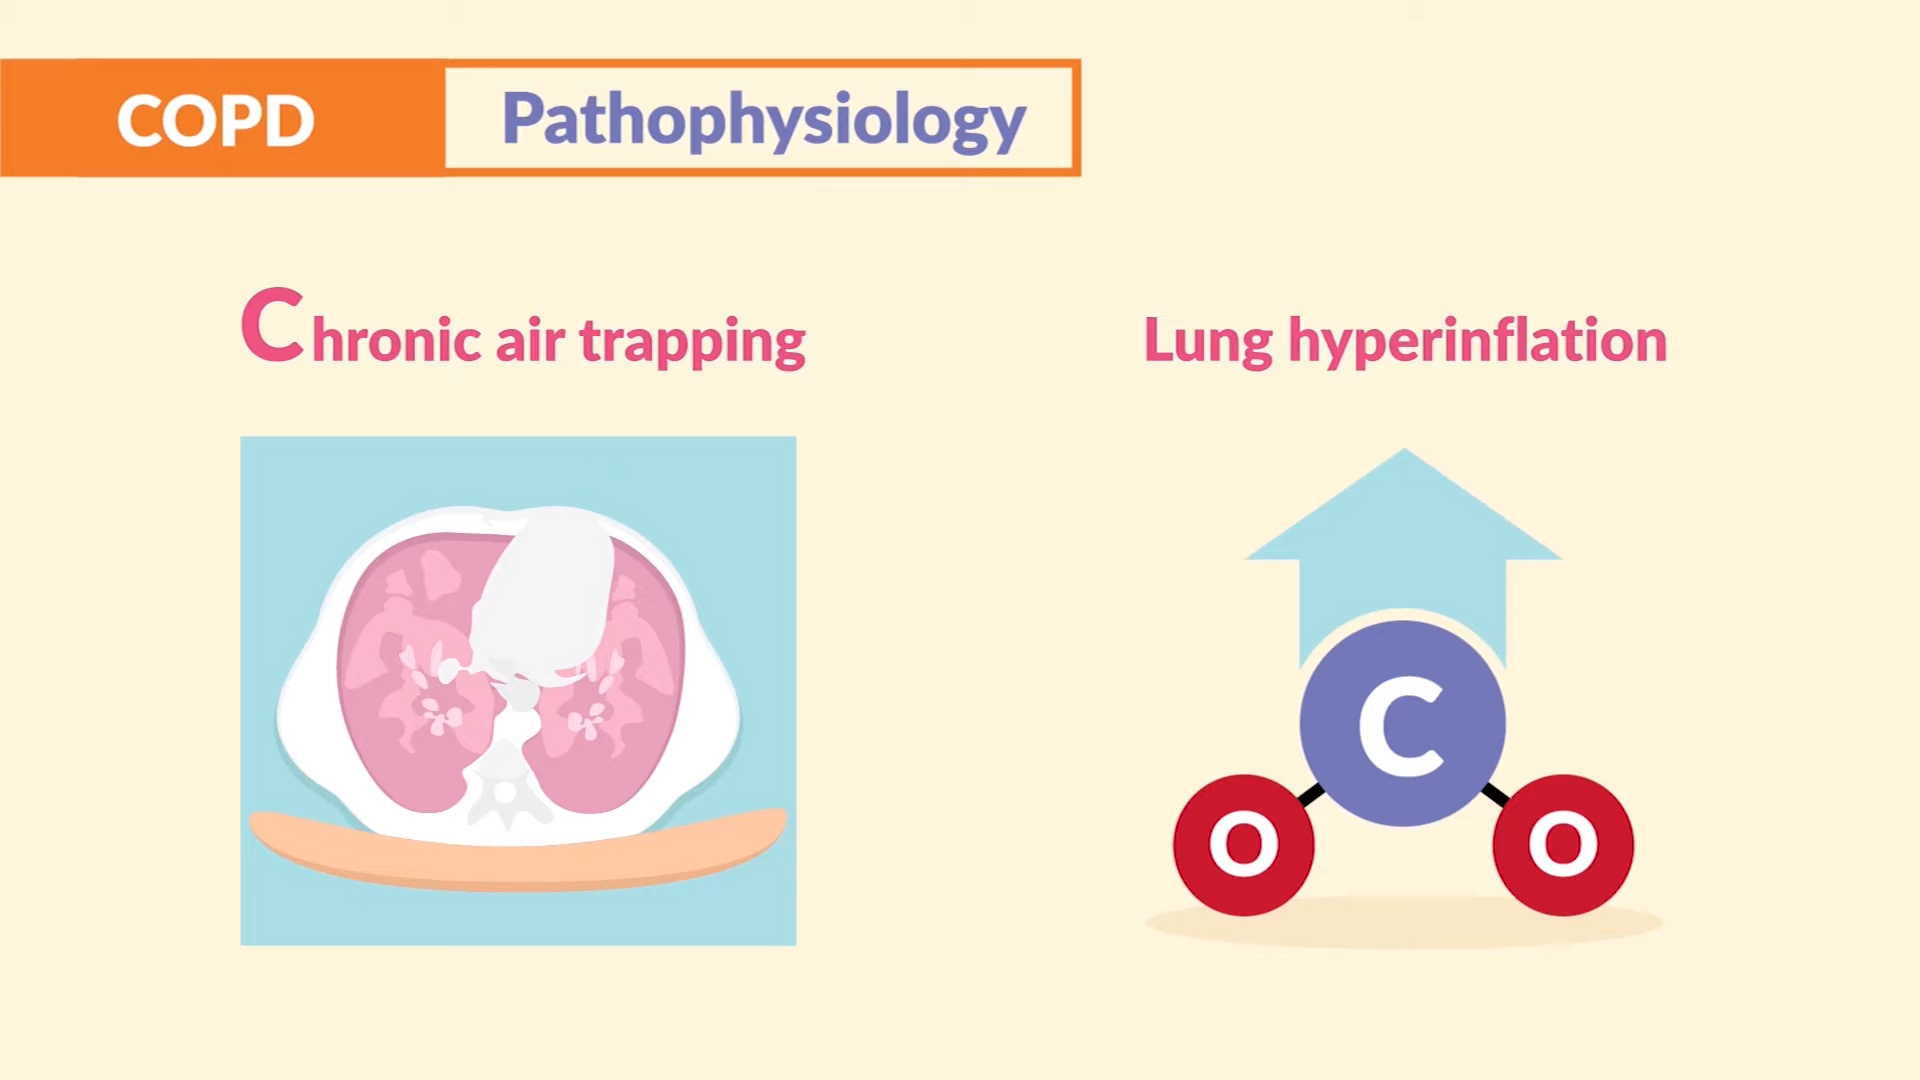 COPD
Pathophysiology
Chronic air trapping
Lung hyperinflation
C
O
O